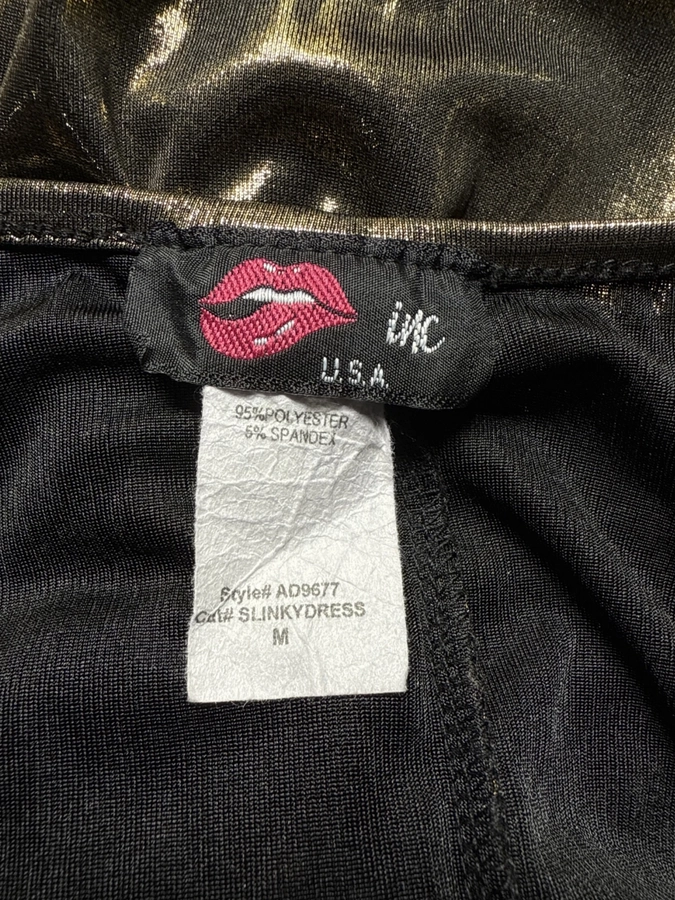 inc
U.S.A.
95%POLYESTER
5% SPANDEX
Style# AD9677
Cat# SLINKYDRESS
M